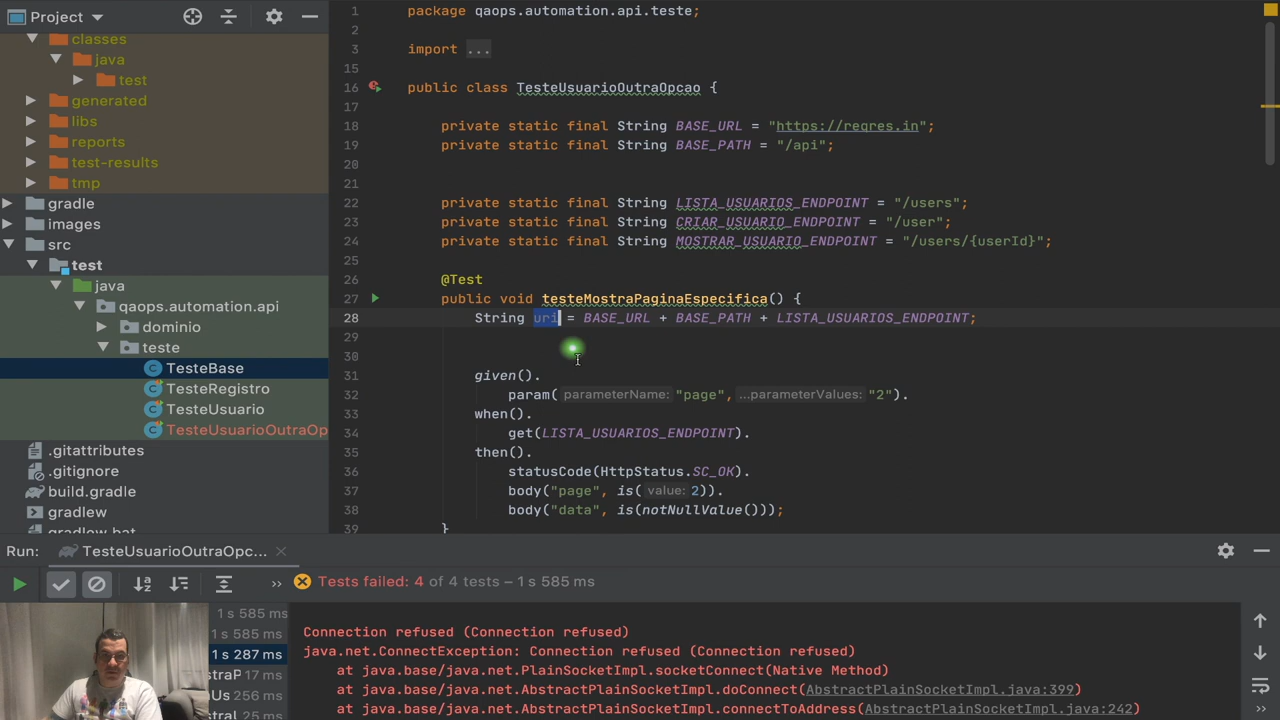 Project
classes
java
test
generated
libs
reports
test-results
tmp
gradle
images
src
test
java
qaops.automation.api
dominio
teste
TesteBase
TesteRegistro
TesteUsuario
TesteUsuarioOutraOp
.gitattributes
.gitignore
build.gradle
gradlew
gradlew.bat
1 package qaops.automation.api.teste;
2
3 import ...
15
16 public class TesteUsuarioOutraOpcao {
17
18 private static final String BASE_URL = "https://reqres.in";
19 private static final String BASE_PATH = "/api";
20
21
22 private static final String LISTA_USUARIOS_ENDPOINT = "/users";
23 private static final String CRIAR_USUARIO_ENDPOINT = "/user";
24 private static final String MOSTRAR_USUARIO_ENDPOINT = "/users/{userId}";
25
26 @Test
27 public void testeMostraPaginaEspecifica() {
28 String uri = BASE_URL + BASE_PATH + LISTA_USUARIOS_ENDPOINT;
29
30
31 given().
32 param( parameterName: "page", ...parameterValues: "2").
33 when().
34 get(LISTA_USUARIOS_ENDPOINT).
35 then().
36 statusCode(HttpStatus.SC_OK).
37 body("page", is( value: 2)).
38 body("data", is(notNullValue()));
39 }
Run: TesteUsuarioOutraOpc... ×
>> Tests failed: 4 of 4 tests – 1 s 585 ms
1 s 585 ms
1 s 585 ms
1 s 287 ms
straP 17 ms
Us 256 ms
stral 25 ms
Connection refused (Connection refused)
java.net.ConnectException: Connection refused (Connection refused)
at java.base/java.net.PlainSocketImpl.socketConnect(Native Method)
at java.base/java.net.AbstractPlainSocketImpl.doConnect(AbstractPlainSocketImpl.java:399)
at java.base/java.net.AbstractPlainSocketImpl.connectToAddress(AbstractPlainSocketImpl.java:242)
>>